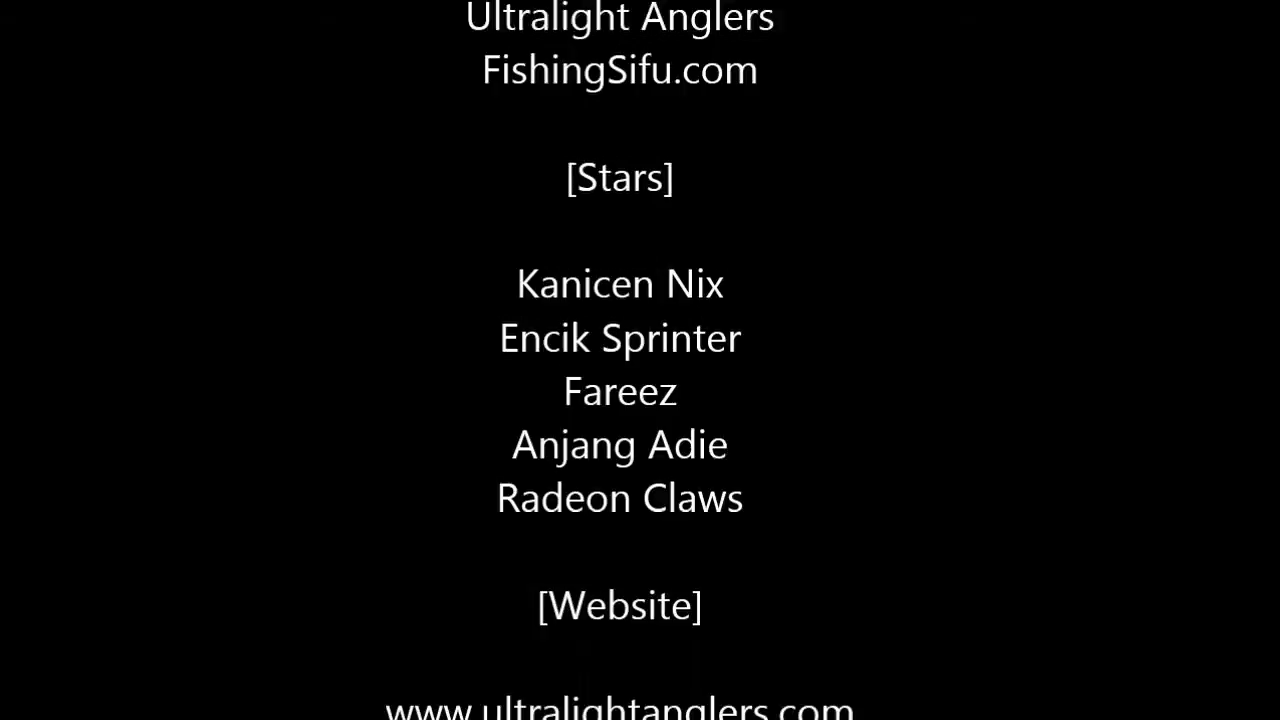 Ultralight Anglers
FishingSifu.com
[Stars]
Kanicen Nix
Encik Sprinter
Fareez
Anjang Adie
Radeon Claws
[Website]
www.ultralightanglers.com